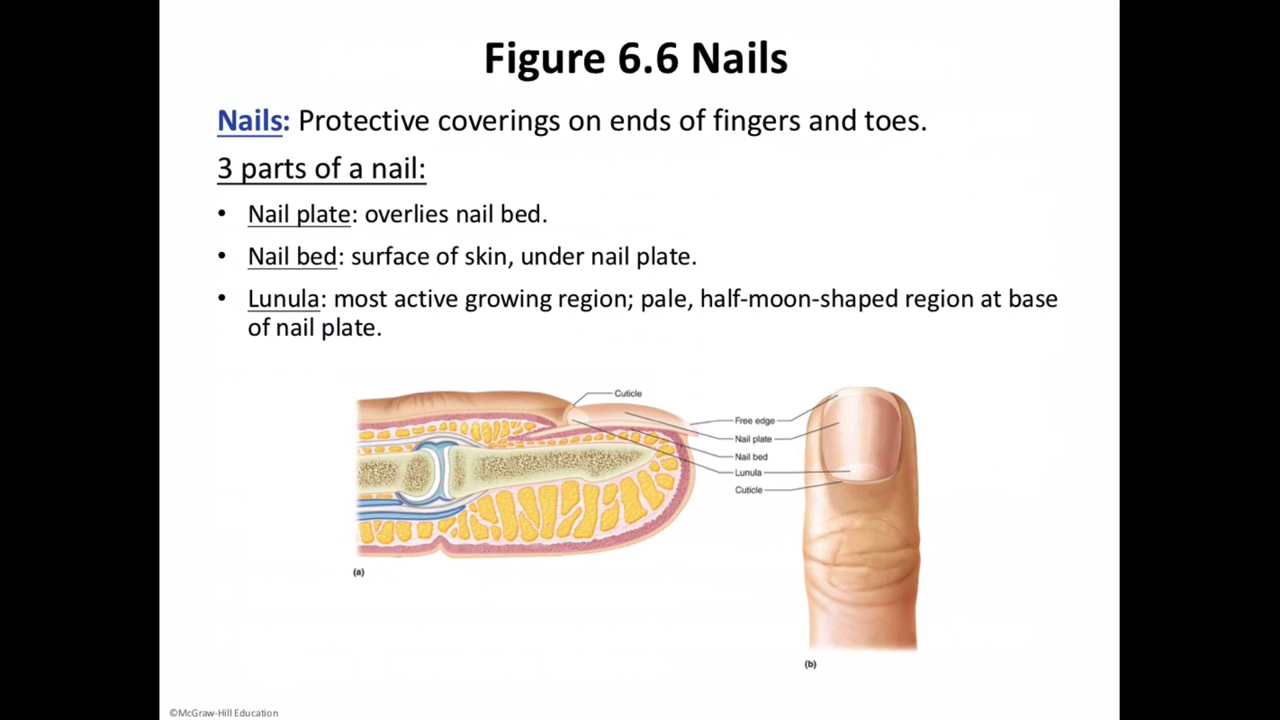 Figure 6.6 Nails
Nails: Protective coverings on ends of fingers and toes.
3 parts of a nail:
• Nail plate: overlies nail bed.
• Nail bed: surface of skin, under nail plate.
• Lunula: most active growing region; pale, half-moon-shaped region at base
of nail plate.
Cuticle
Free edge
Nail plate
Nail bed
Lunula
Cuticle
(a)
(b)
©McGraw-Hill Education